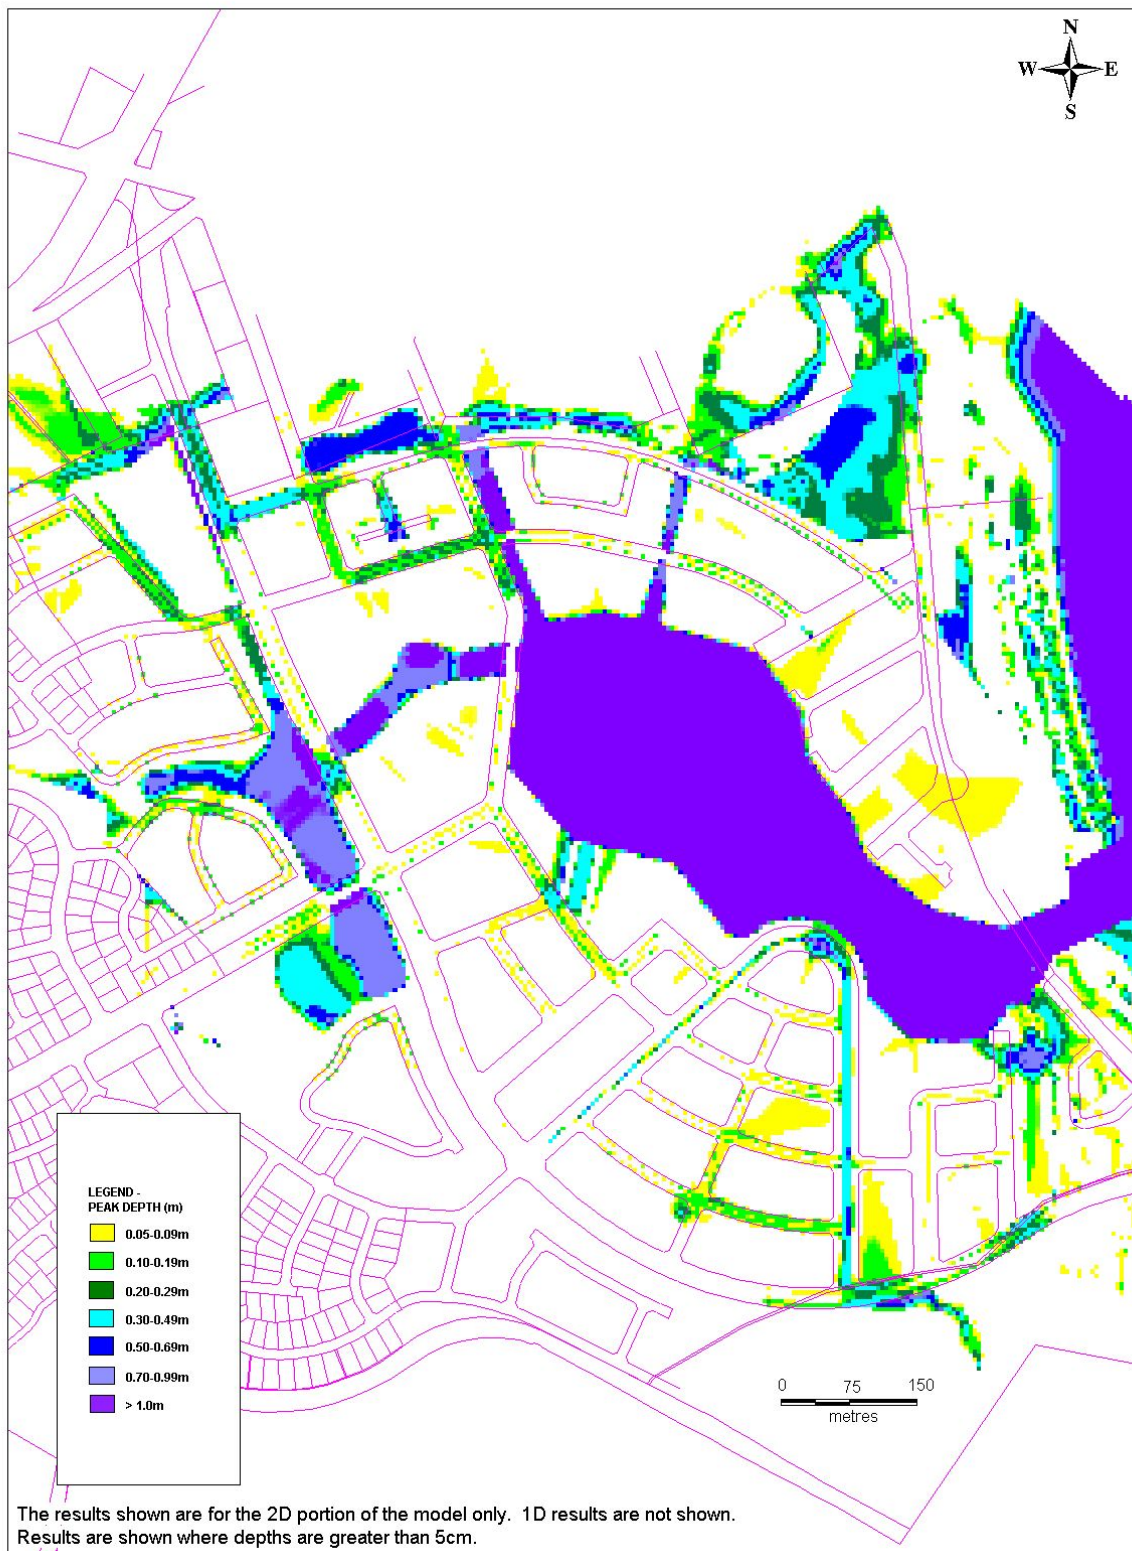 N
W E
S
LEGEND -
PEAK DEPTH (m)
0.05-0.09m
0.10-0.19m
0.20-0.29m
0.30-0.49m
0.50-0.69m
0.70-0.99m
> 1.0m
0 75 150
metres
The results shown are for the 2D portion of the model only. 1D results are not shown.
Results are shown where depths are greater than 5cm.